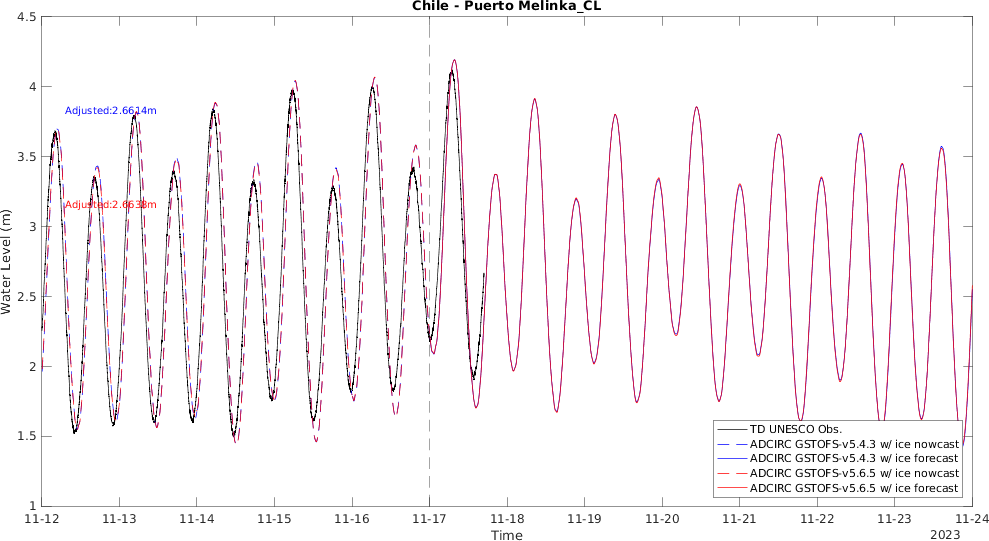 Chile - Puerto Melinka_CL
4.5
4
3.5
3
2.5
2
1.5
1
Water Level (m)
Adjusted:2.6614m
Adjusted:2.6638m
TD UNESCO Obs.
ADCIRC GSTOFS-v5.4.3 w/ ice nowcast
ADCIRC GSTOFS-v5.4.3 w/ ice forecast
ADCIRC GSTOFS-v5.6.5 w/ ice nowcast
ADCIRC GSTOFS-v5.6.5 w/ ice forecast
11-12 11-13 11-14 11-15 11-16 11-17 11-18 11-19 11-20 11-21 11-22 11-23 11-24
Time
2023